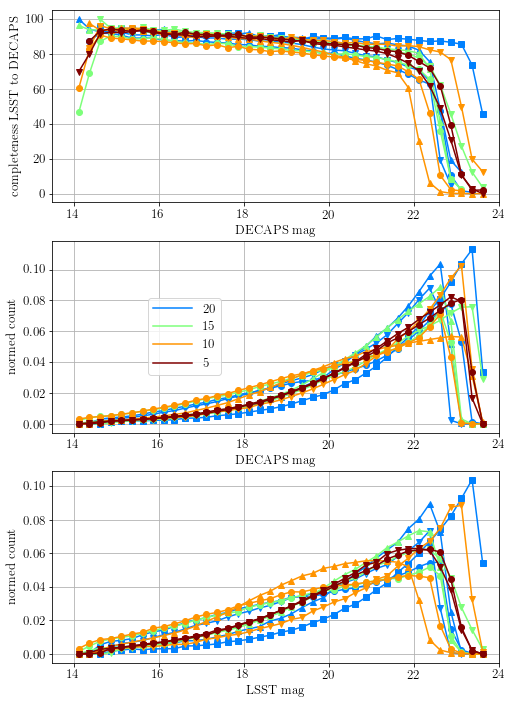 100
80
60
40
20
0
completeness LSST to DECAPS
14 16 18 20 22 24
DECAPS mag
0.10
0.08
0.06
0.04
0.02
0.00
normed count
20
15
10
5
14 16 18 20 22 24
DECAPS mag
0.10
0.08
0.06
0.04
0.02
0.00
normed count
14 16 18 20 22 24
LSST mag